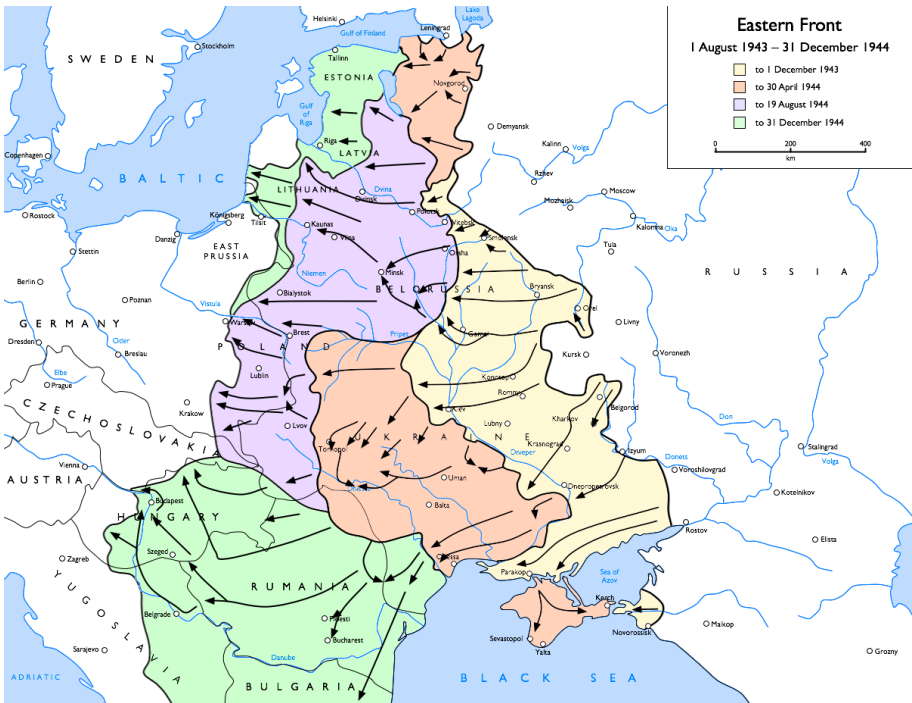 Eastern Front
1 August 1943 – 31 December 1944
to 1 December 1943
to 30 April 1944
to 19 August 1944
to 31 December 1944
0 200 400
km
Lake
Lagoda
Helsinki
Leningrad
Gulf of Finland
Stockholm
SWEDEN
Tallinn
ESTONIA
Novgorod
Gulf
of
Riga
Demyansk
Riga
LATVIA
Kalinn
Volga
Copenhagen
BALTIC
Rzhev
LITHUANIA
Dvina
Dvinsk
Moscow
Mozhaisk
Rostock
Königsberg
Tilsit
Polotsk
Kaunas
Vitebsk
Kalomna
Oka
Danzig
Vilna
Smolensk
Tula
Stettin
EAST
PRUSSIA
Orsha
Niemen
Minsk
RUSSIA
Berlin
Bialystok
BELORUSSIA
Bryansk
Poznan
Vistula
Orel
GERMANY
Warsaw
Livny
Brest
Pripet
Gomel
Dresden
Oder
POLAND
Breslau
Kursk
Voronezh
Elbe
Lublin
Konotop
Prague
Romny
Krakow
Kiev
Belgorod
CZECHOSLOVAKIA
Lvov
Lubny
Kharkov
Don
UKRAINE
Krasnograd
Tornopol
Dnieper
Izyum
Donets
Stalingrad
Volga
Vienna
Voroshilograd
AUSTRIA
Uman
Dnepropetrovsk
Kotelnikov
Budapest
Balta
HUNGARY
Rostov
Elista
Szeged
Zagreb
Odessa
Parakop
Sea of
Azov
RUMANIA
Kerch
YUGOSLAVIA
Belgrade
Ploesti
Maikop
Novorossisk
Bucharest
Sevastopol
Yalta
Sarajevo
Grozny
Danube
ADRIATIC
BULGARIA
BLACK SEA